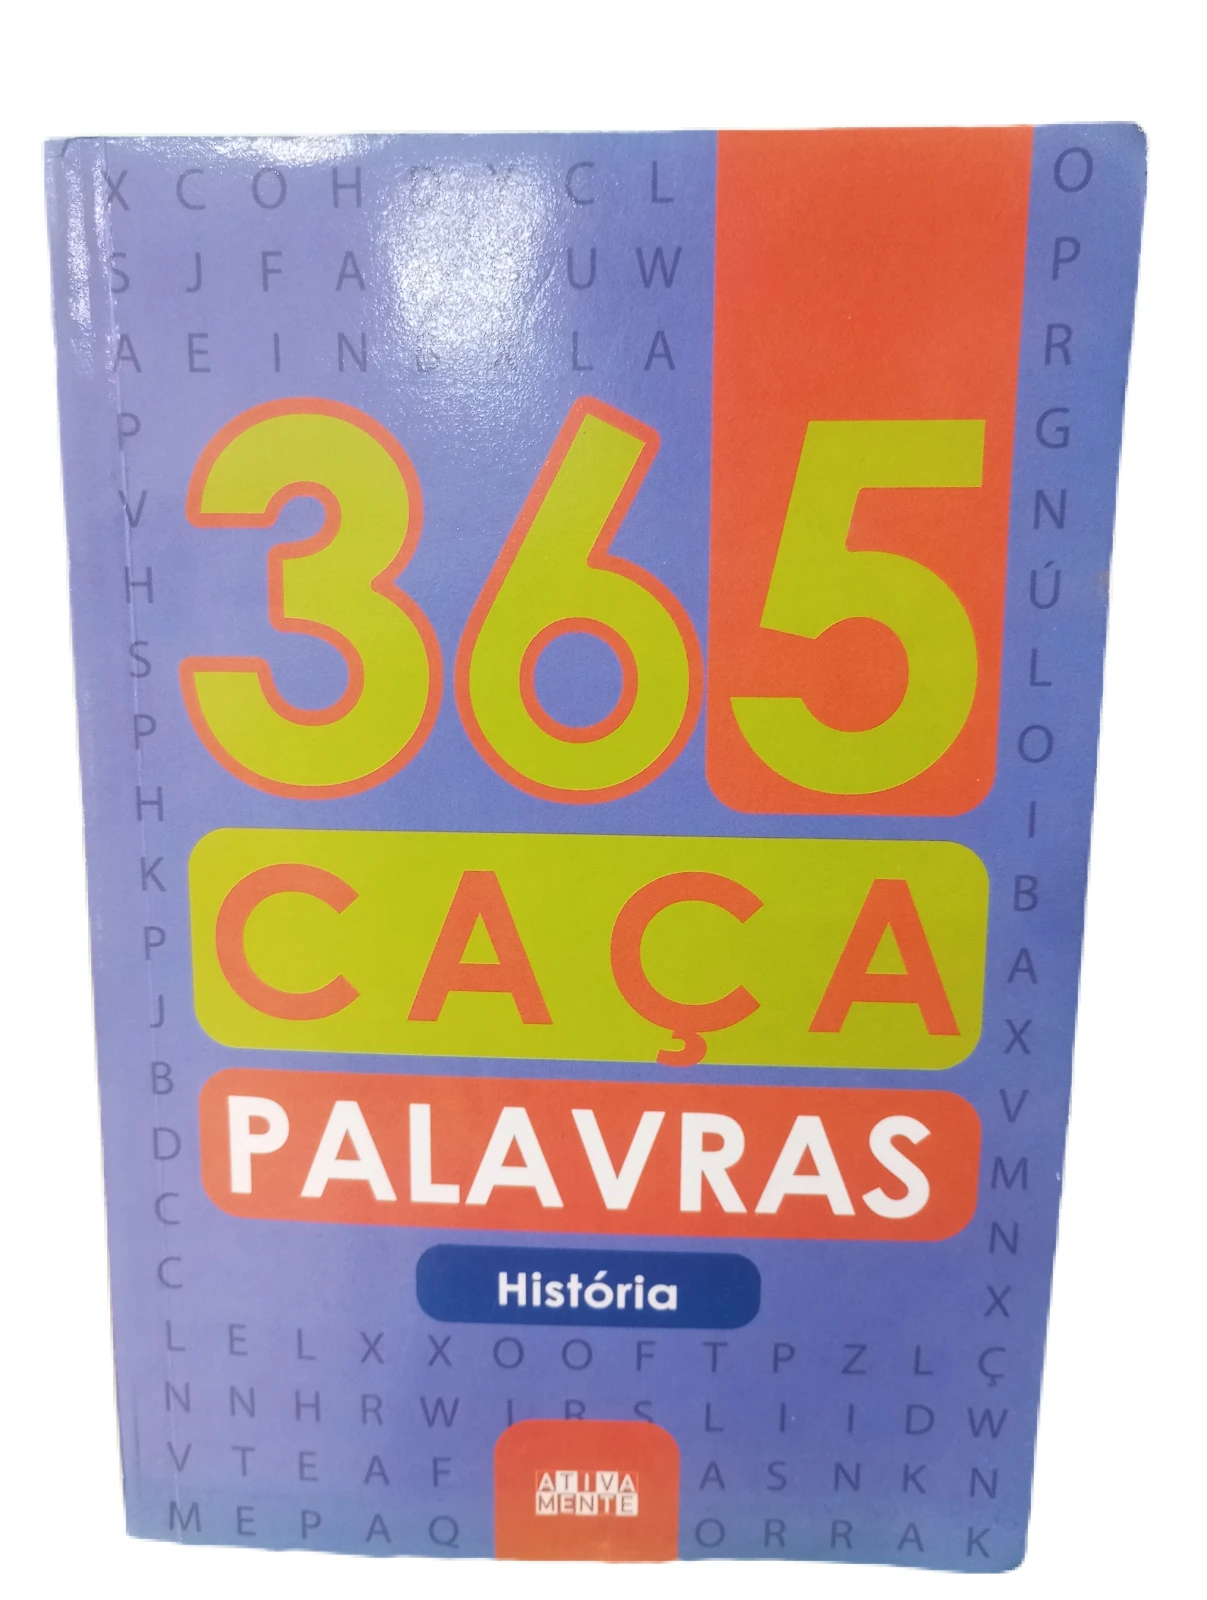 X C O H O Y C L O
S J F A U W P
A E I N L A R
P G
V N
H Ú
S L
P O
H I
K B
P A
J X
B V
D M
C N
C X
L E L X X O O F T P Z L Ç
N N H R W I R S L I I D W
V T E A F A S N K N
M E P A Q O R R A K
365
CAÇA
PALAVRAS
História
ATIVA
MENTE